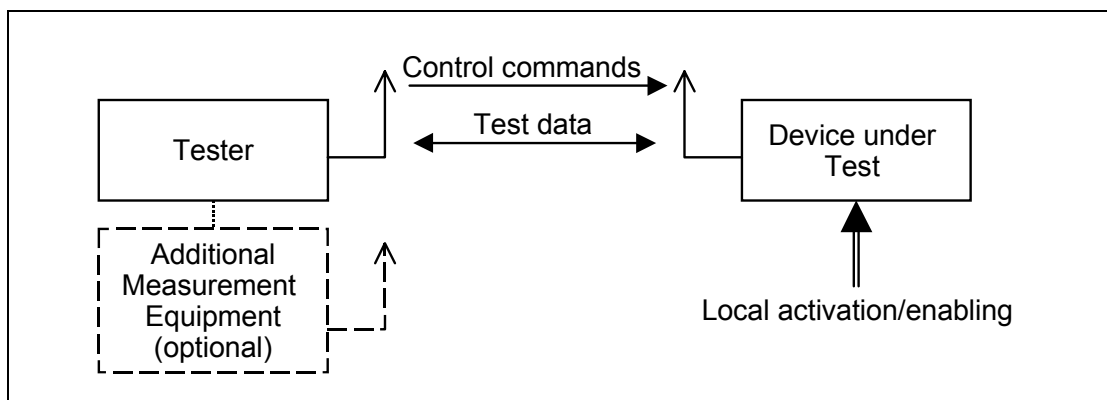 Control commands
Test data
Tester
Device under
Test
Additional
Measurement
Equipment
(optional)
Local activation/enabling